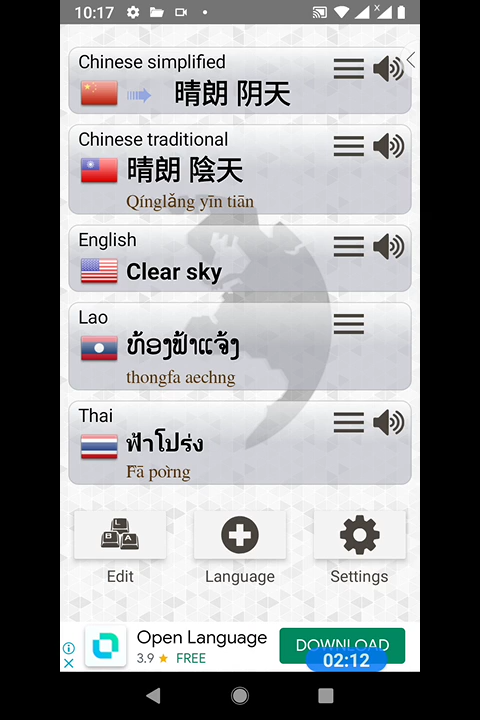 10:17
Chinese simplified
晴朗 阴天
Chinese traditional
晴朗 陰天
Qínglǎng yīn tiān
English
Clear sky
Lao
ທ້ອງຟ້າແຈ້ງ
thongfa aechng
Thai
ฟ้าโปร่ง
F̄ā por̀ng
L
B A
Edit
Language
Settings
Open Language
3.9 ★ FREE
DOWNLOAD
02:12